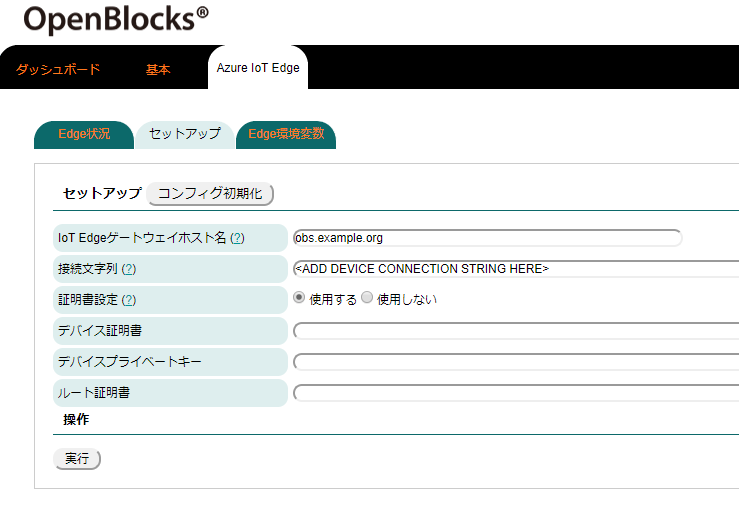 OpenBlocks®
ダッシュボード 基本 Azure IoT Edge
Edge状況 セットアップ Edge環境変数
セットアップ コンフィグ初期化
IoT Edgeゲートウェイホスト名 (?) obs.example.org
接続文字列 (?) <ADD DEVICE CONNECTION STRING HERE>
証明書設定 (?) 使用する 使用しない
デバイス証明書
デバイスプライベートキー
ルート証明書
操作
実行